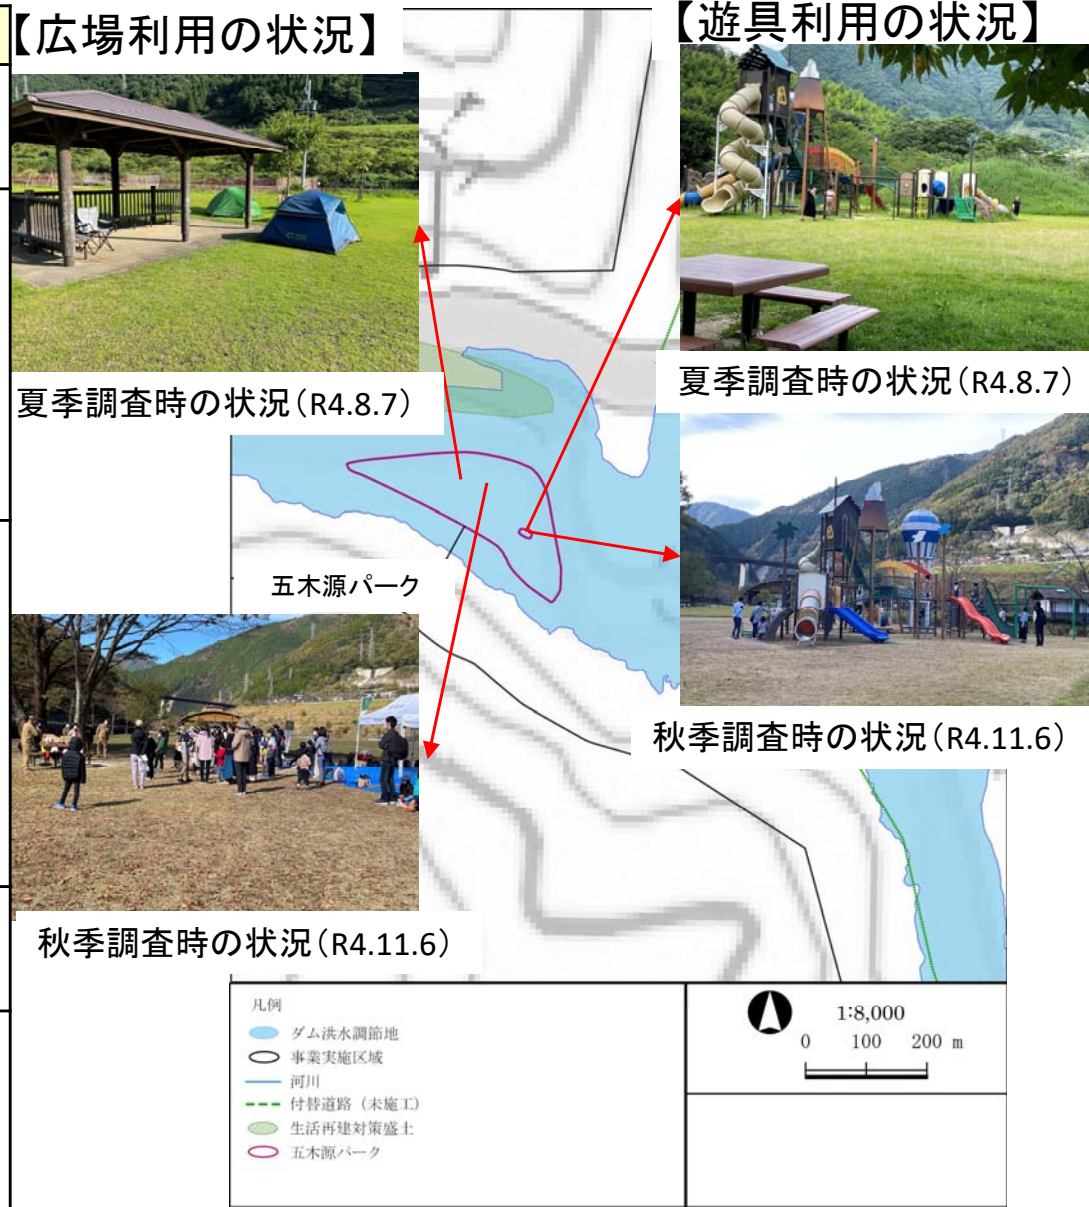 【広場利用の状況】
【遊具利用の状況】
夏季調査時の状況(R4.8.7)
夏季調査時の状況(R4.8.7)
五木源パーク
秋季調査時の状況(R4.11.6)
秋季調査時の状況(R4.11.6)
凡例
ダム洪水調節地
事業実施区域
河川
付替道路（未施工）
生活再建対策盛土
五木源パーク
1:8,000
0 100 200 m